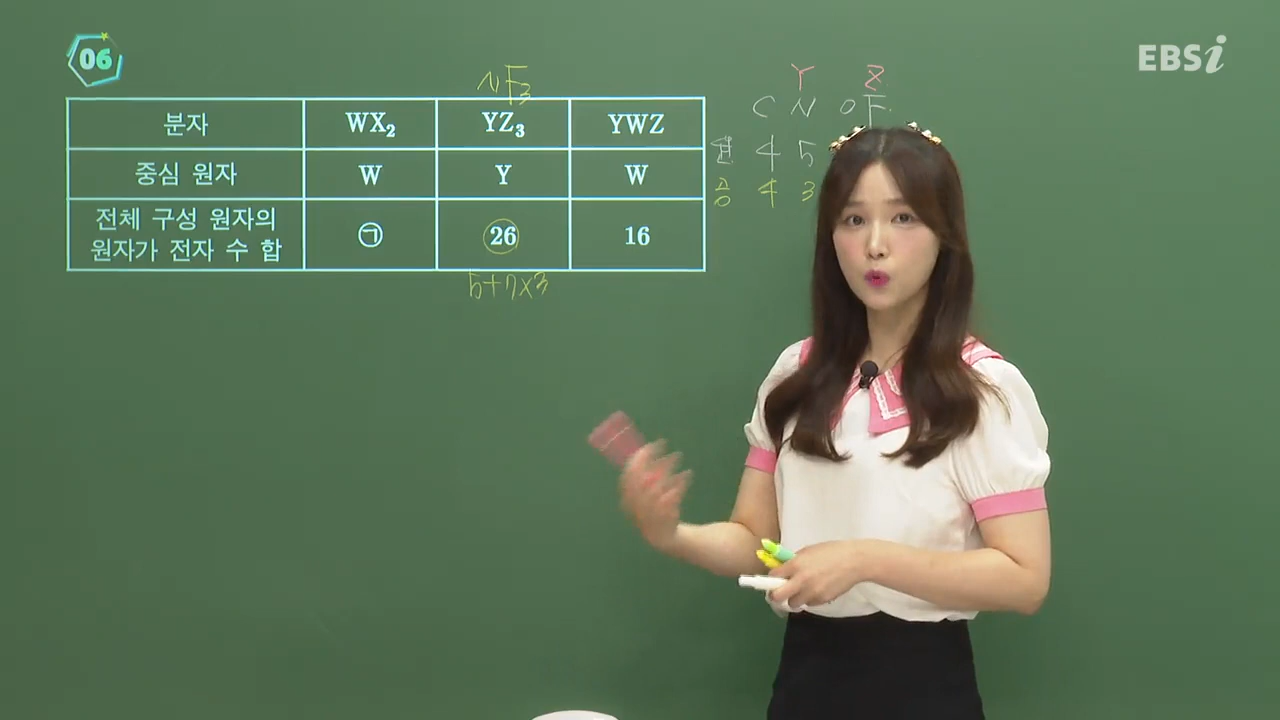 06
EBSi
NF3
Y Z
C N O F
분자 WX₂ YZ₃ YWZ
중심 원자 W Y W
4 5
공 4 3
전체 구성 원자의
원자가 전자 수 합 ㉠ 26 16
5+7×3